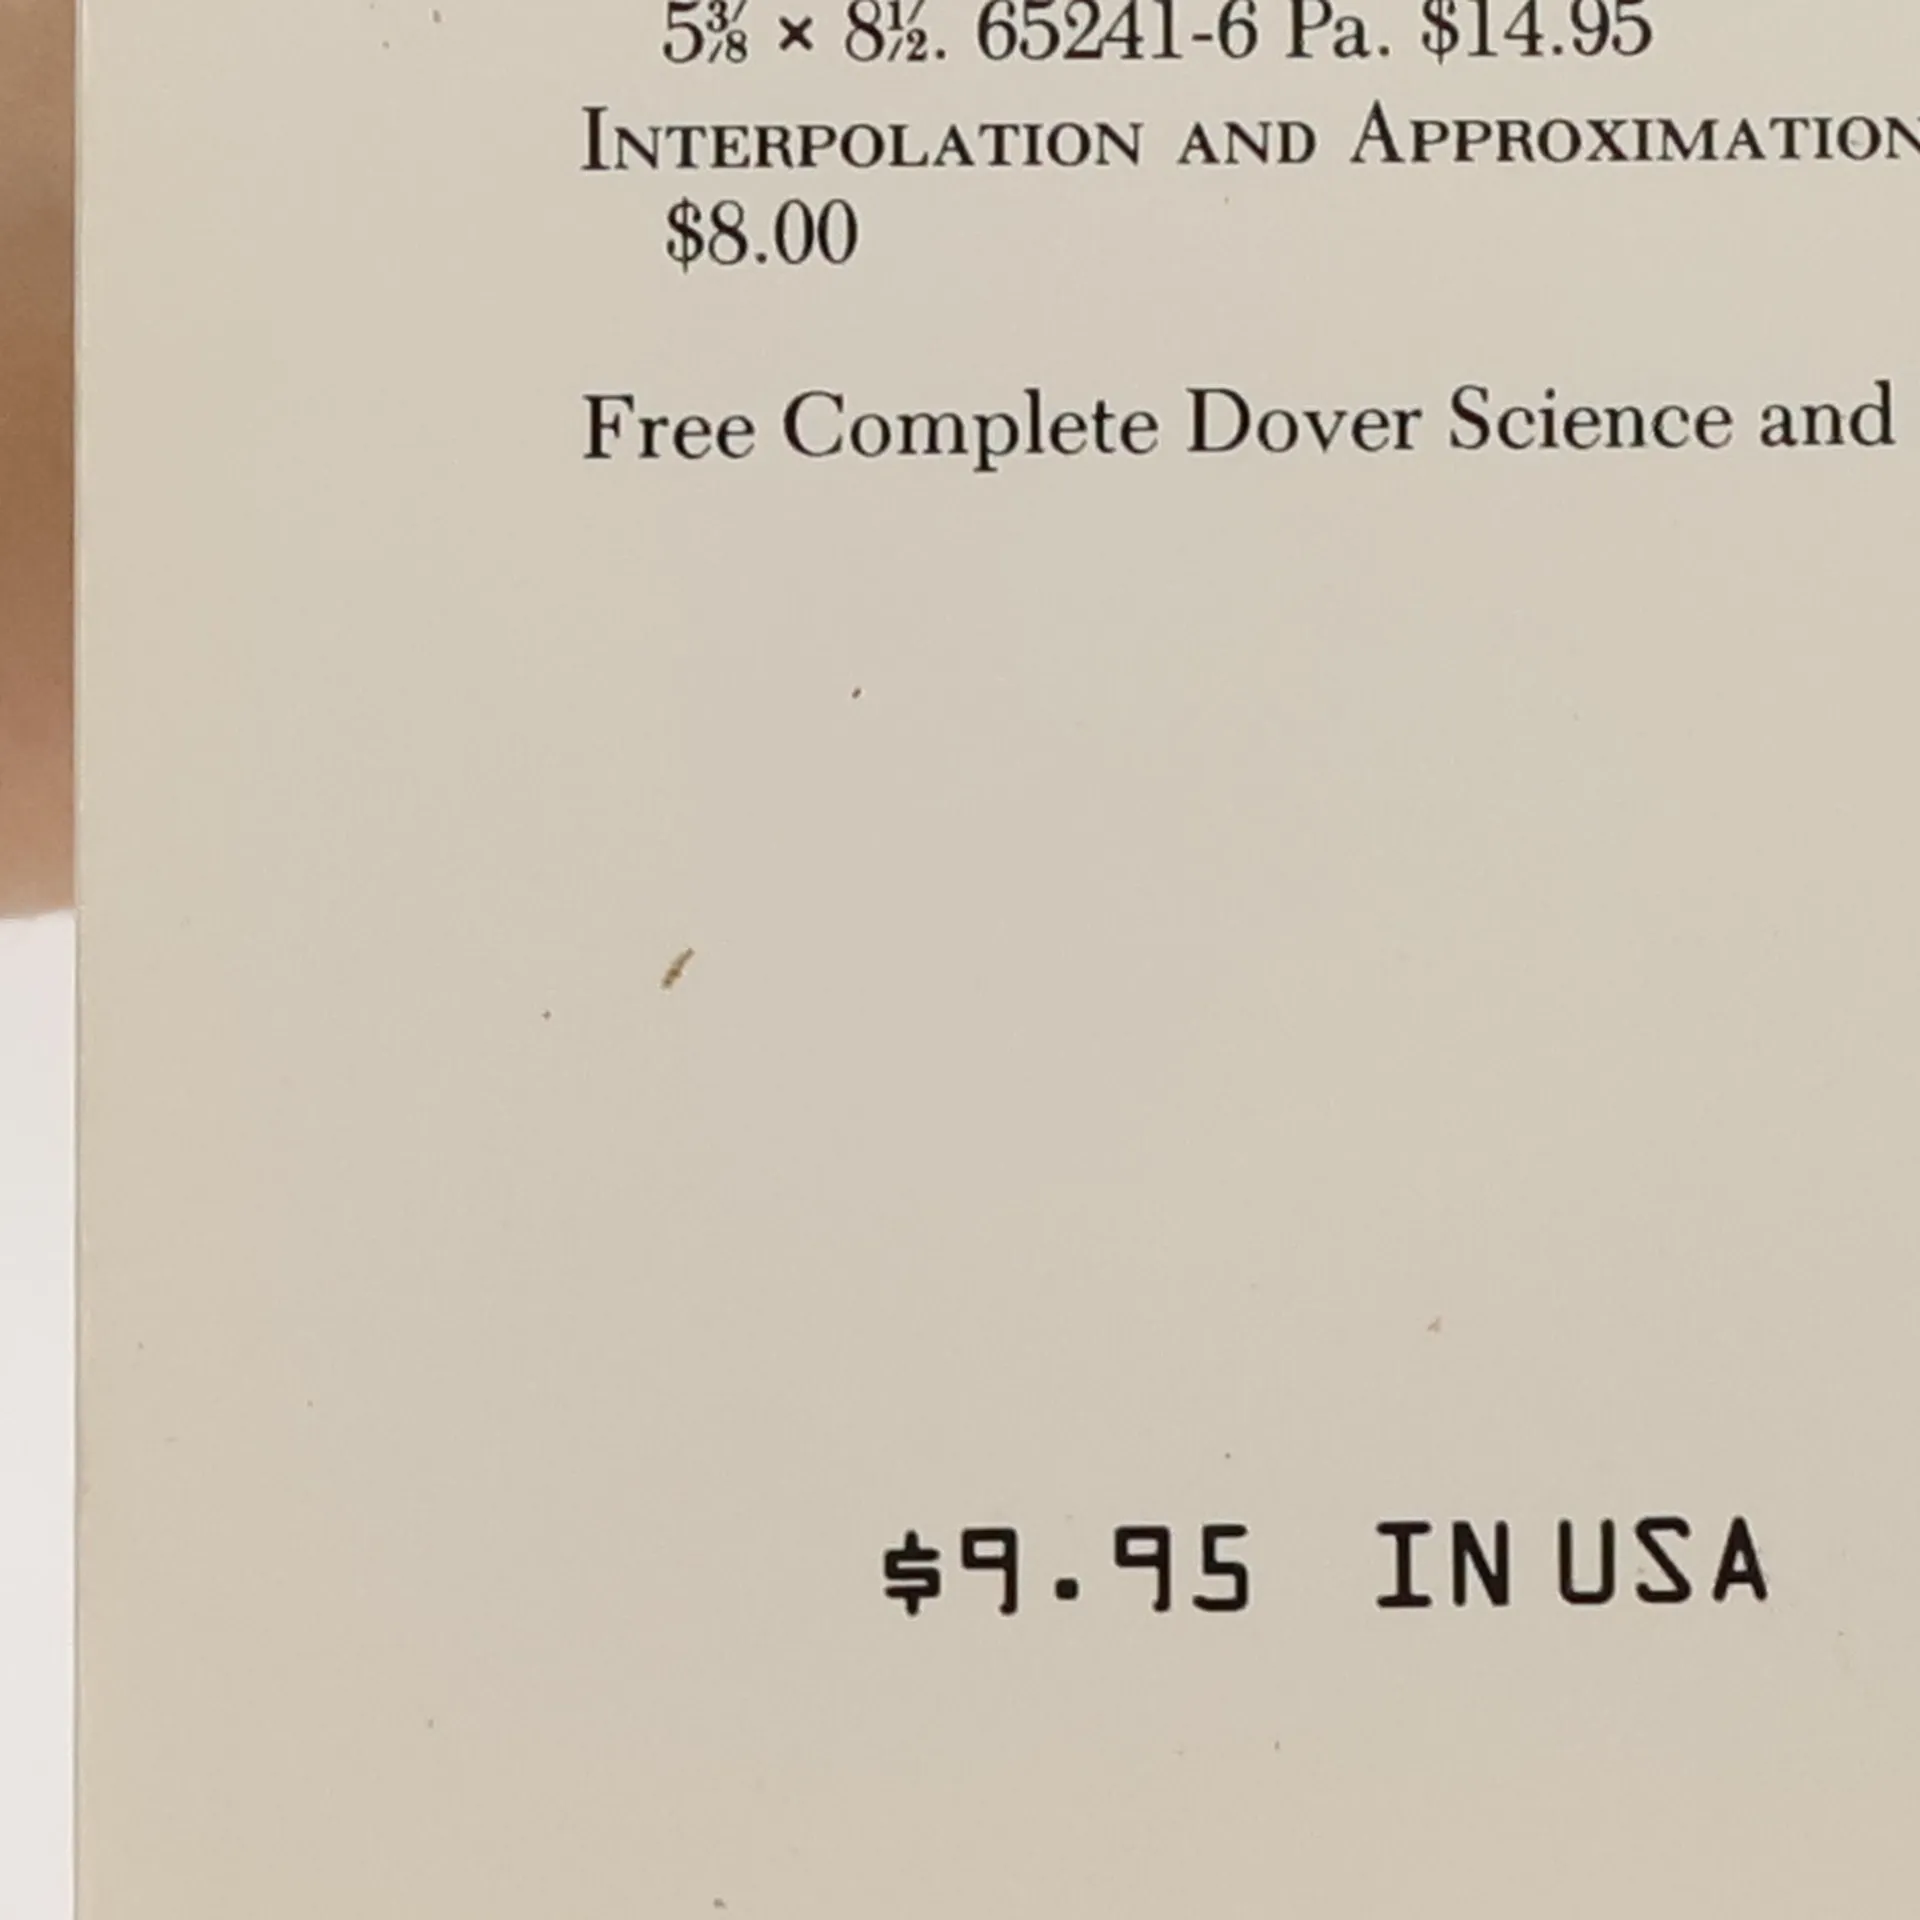 5⅜ × 8½. 65241-6 Pa. $14.95
INTERPOLATION AND APPROXIMATION
$8.00
Free Complete Dover Science and
$9.95 IN USA